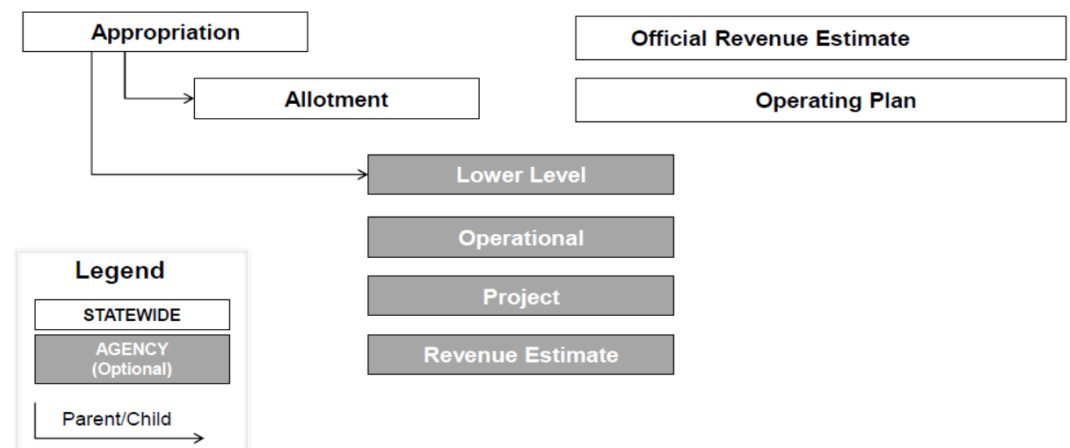 Appropriation
Official Revenue Estimate
Allotment
Operating Plan
Lower Level
Operational
Project
Revenue Estimate
Legend
STATEWIDE
AGENCY
(Optional)
Parent/Child